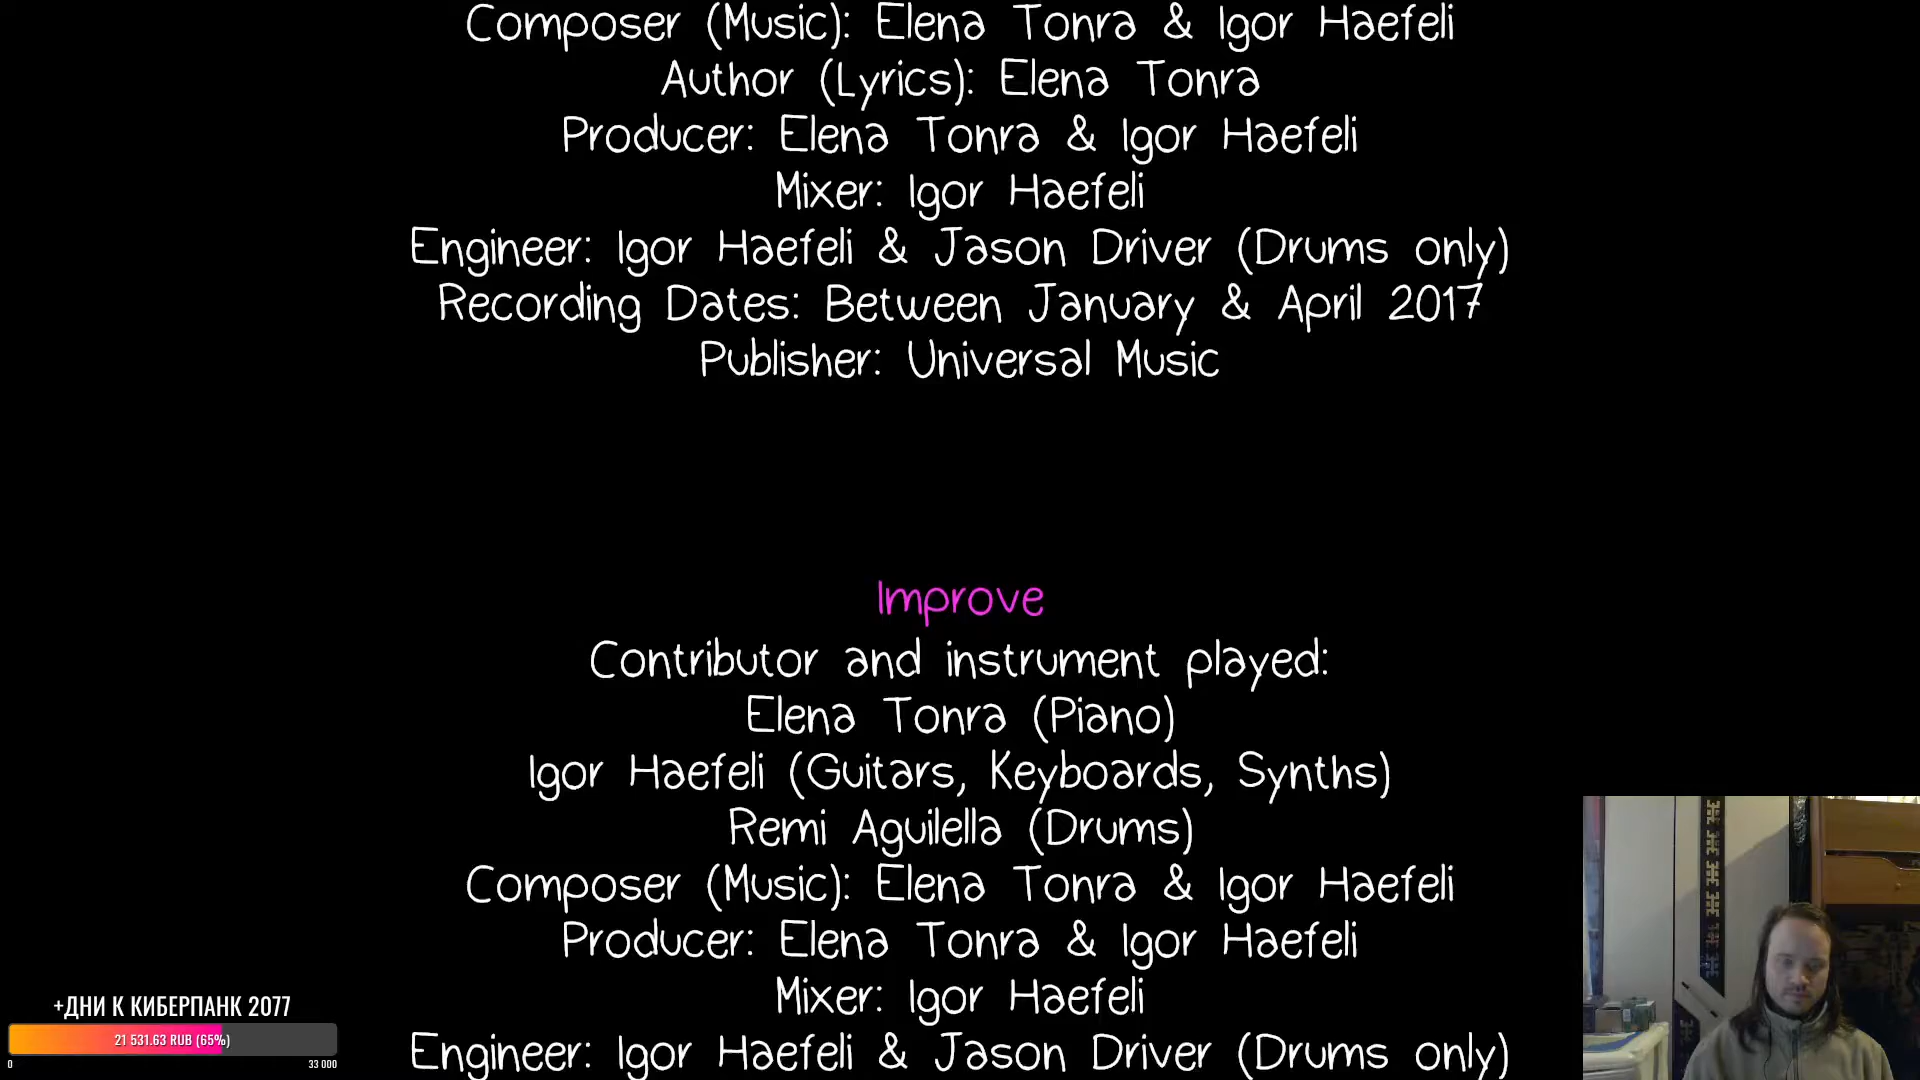 Composer (Music): Elena Tonra & Igor Haefeli
Author (Lyrics): Elena Tonra
Producer: Elena Tonra & Igor Haefeli
Mixer: Igor Haefeli
Engineer: Igor Haefeli & Jason Driver (Drums only)
Recording Dates: Between January & April 2017
Publisher: Universal Music
Improve
Contributor and instrument played:
Elena Tonra (Piano)
Igor Haefeli (Guitars, Keyboards, Synths)
Remi Aguilella (Drums)
Composer (Music): Elena Tonra & Igor Haefeli
Producer: Elena Tonra & Igor Haefeli
Mixer: Igor Haefeli
Engineer: Igor Haefeli & Jason Driver (Drums only)
+ДНИ К КИБЕРПАНК 2077
21 531.63 RUB (65%)
0 33 000